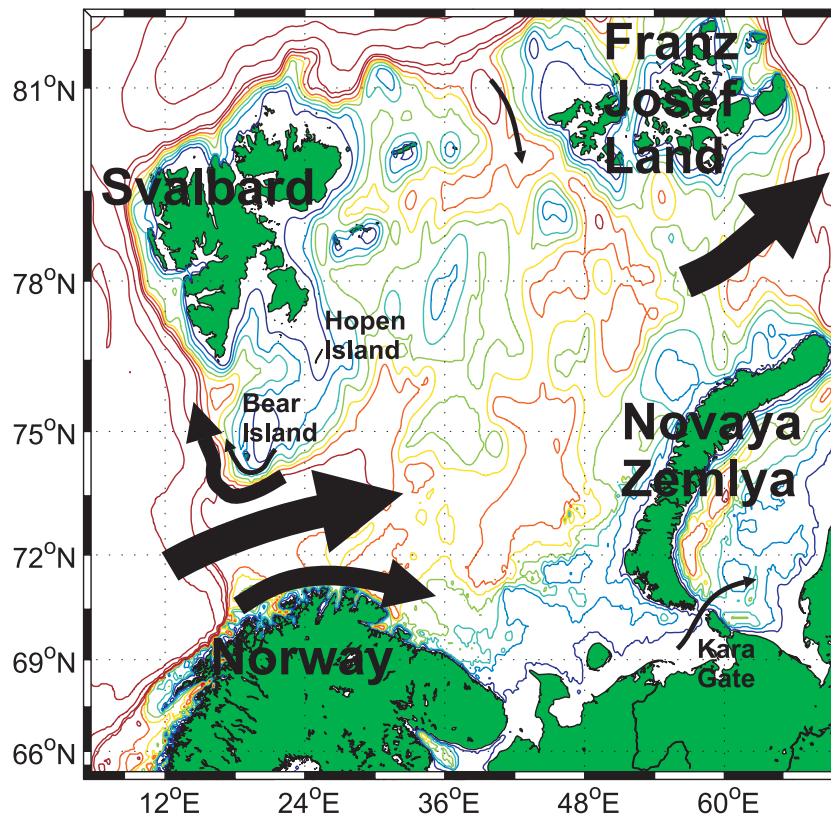 Franz
Josef
Land
Svalbard
Hopen
Island
Bear
Island
Novaya
Zemlya
Norway
Kara
Gate
81°N
78°N
75°N
72°N
69°N
66°N
12°E
24°E
36°E
48°E
60°E